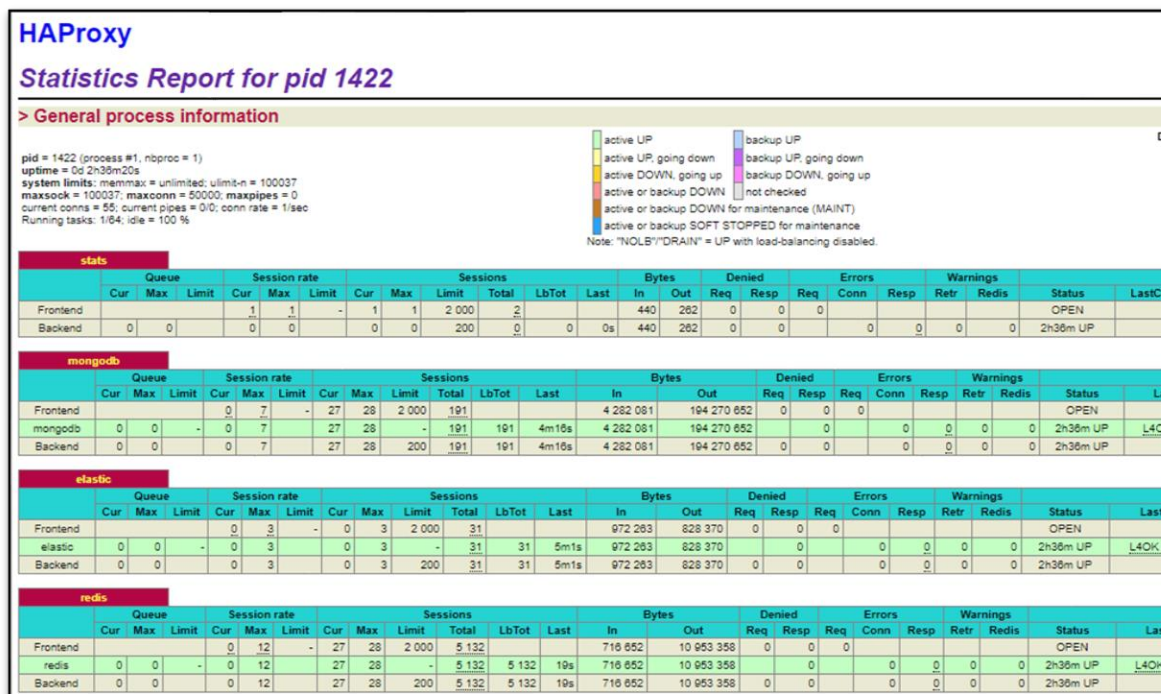 HAProxy
Statistics Report for pid 1422
> General process information
pid = 1422 (process #1, nbproc = 1)
uptime = 0d 2h36m20s
system limits: memmax = unlimited; ulimit-n = 100037
maxsock = 100037; maxconn = 50000; maxpipes = 0
current conns = 55; current pipes = 0/0; conn rate = 1/sec
Running tasks: 1/64; idle = 100 %
active UP backup UP
active UP, going down backup UP, going down
active DOWN, going up backup DOWN, going up
active or backup DOWN not checked
active or backup DOWN for maintenance (MAINT)
active or backup SOFT STOPPED for maintenance
Note: "NOLB"/"DRAIN" = UP with load-balancing disabled.
stats
Queue Session rate Sessions Bytes Denied Errors Warnings
Cur Max Limit Cur Max Limit Cur Max Limit Total LbTot Last In Out Req Resp Req Conn Resp Retr Redis Status LastC
Frontend 1 1 - 1 1 2 000 2 440 262 0 0 0 OPEN
Backend 0 0 0 0 0 0 200 0 0 0s 440 262 0 0 0 0 0 0 2h36m UP
mongodb
Queue Session rate Sessions Bytes Denied Errors Warnings
Cur Max Limit Cur Max Limit Cur Max Limit Total LbTot Last In Out Req Resp Req Conn Resp Retr Redis Status La
Frontend 0 7 - 27 28 2 000 191 4 282 081 194 270 652 0 0 0 OPEN
mongodb 0 0 - 0 7 27 28 - 191 191 4m16s 4 282 081 194 270 652 0 0 0 0 0 2h36m UP L4OK
Backend 0 0 0 7 27 28 200 191 191 4m16s 4 282 081 194 270 652 0 0 0 0 0 0 2h36m UP
elastic
Queue Session rate Sessions Bytes Denied Errors Warnings
Cur Max Limit Cur Max Limit Cur Max Limit Total LbTot Last In Out Req Resp Req Conn Resp Retr Redis Status Last
Frontend 0 3 - 0 3 2 000 31 972 263 828 370 0 0 0 OPEN
elastic 0 0 - 0 3 0 3 - 31 31 5m1s 972 263 828 370 0 0 0 0 0 2h36m UP L4OK
Backend 0 0 0 3 0 3 200 31 31 5m1s 972 263 828 370 0 0 0 0 0 0 2h36m UP
redis
Queue Session rate Sessions Bytes Denied Errors Warnings
Cur Max Limit Cur Max Limit Cur Max Limit Total LbTot Last In Out Req Resp Req Conn Resp Retr Redis Status Las
Frontend 0 12 - 27 28 2 000 5 132 716 652 10 953 358 0 0 0 OPEN
redis 0 0 - 0 12 27 28 - 5 132 5 132 19s 716 652 10 953 358 0 0 0 0 0 2h36m UP L4OK
Backend 0 0 0 12 27 28 200 5 132 5 132 19s 716 652 10 953 358 0 0 0 0 0 0 2h36m UP